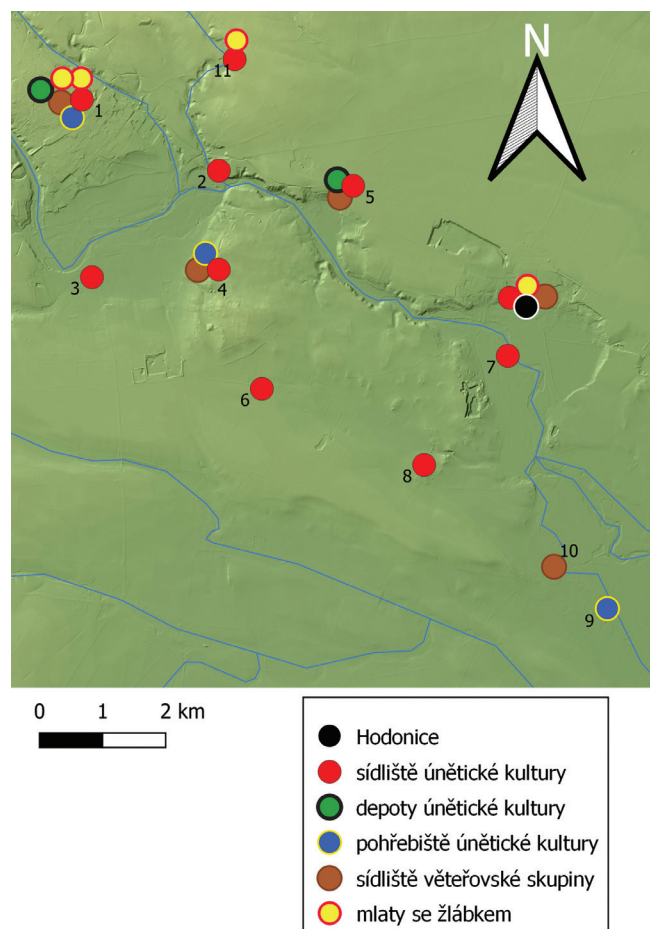 N
11
1
2
5
3
4
7
6
8
10
9
0 1 2 km
Hodonice
sídliště únětické kultury
depoty únětické kultury
pohřebiště únětické kultury
sídliště věteřovské skupiny
mlaty se žlábkem